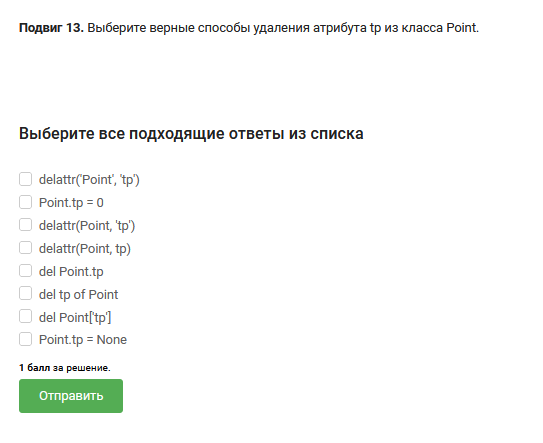 Подвиг 13. Выберите верные способы удаления атрибута tp из класса Point.
Выберите все подходящие ответы из списка
delattr('Point', 'tp')
Point.tp = 0
delattr(Point, 'tp')
delattr(Point, tp)
del Point.tp
del tp of Point
del Point['tp']
Point.tp = None
1 балл за решение.
Отправить